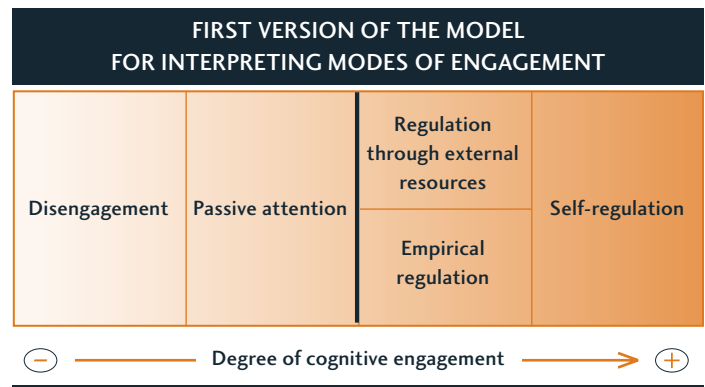 FIRST VERSION OF THE MODEL
FOR INTERPRETING MODES OF ENGAGEMENT
Disengagement
Passive attention
Regulation
through external
resources
Empirical
regulation
Self-regulation
− Degree of cognitive engagement +